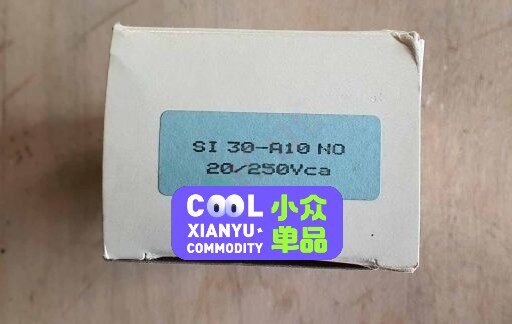 SI 30-A10 NO
20/250Vca
COOL 小众
XIANYU· 单品
COMMODITY